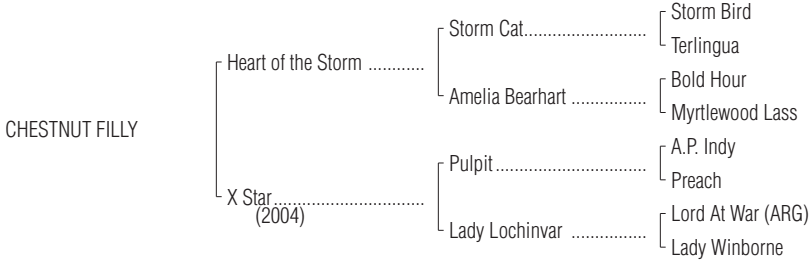 Storm Bird
Storm Cat..........................
Terlingua
Heart of the Storm ............
Bold Hour
Amelia Bearhart ................
Myrtlewood Lass
CHESTNUT FILLY
A.P. Indy
Pulpit................................
Preach
X Star................................
(2004)
Lord At War (ARG)
Lady Lochinvar ................
Lady Winborne